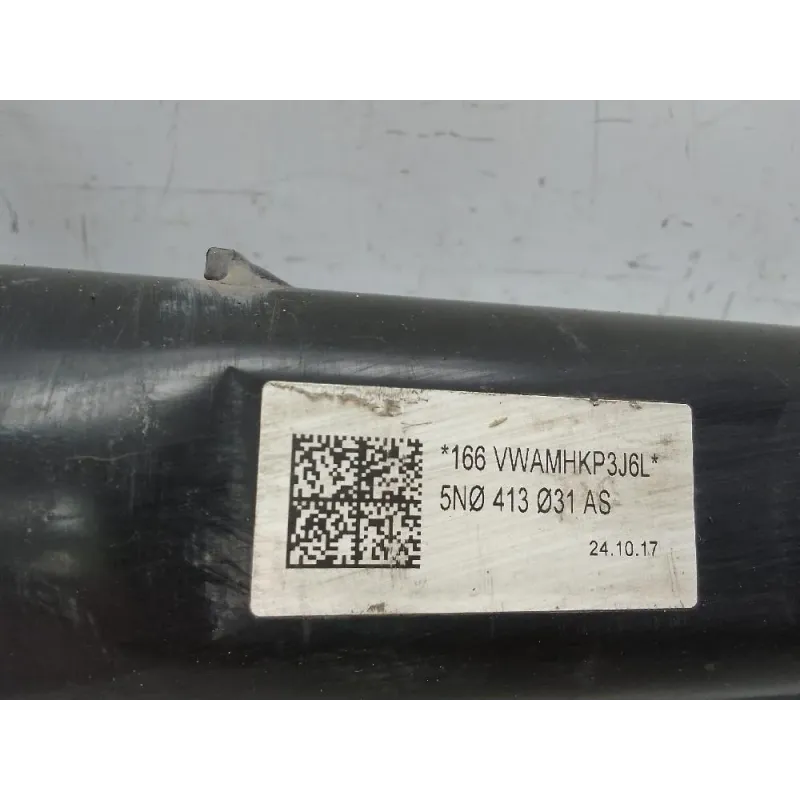 *166 VWAMHKP3J6L*
5NØ 413 Ø31 AS
24.10.17